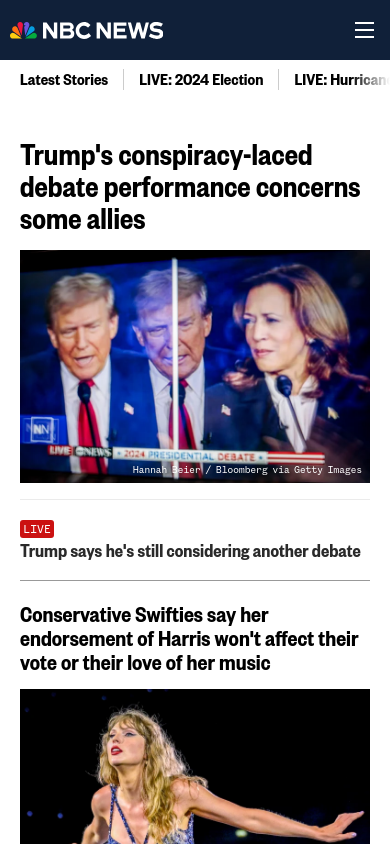 NBC NEWS
Latest Stories
LIVE: 2024 Election
LIVE: Hurricane
Trump's conspiracy-laced
debate performance concerns
some allies
LIVE
NEWS
2024 PRESIDENTIAL DEBATE
Hannah Beier / Bloomberg via Getty Images
LIVE
Trump says he's still considering another debate
Conservative Swifties say her
endorsement of Harris won't affect their
vote or their love of her music